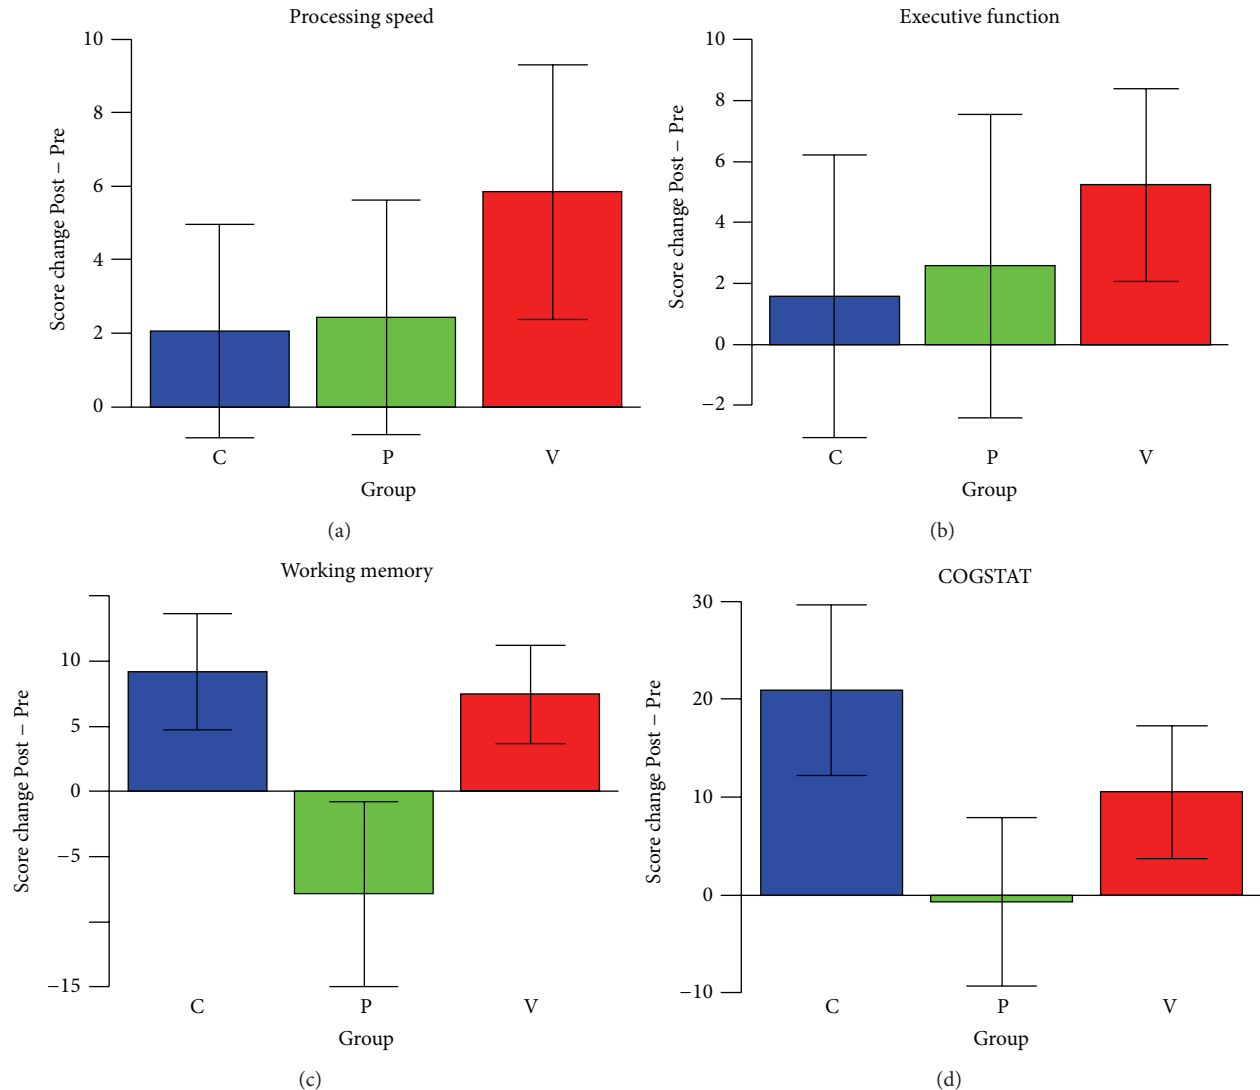 Processing speed
10
8
6
4
2
0
Score change Post − Pre
C P V
Group
(a)
Executive function
10
8
6
4
2
0
−2
Score change Post − Pre
C P V
Group
(b)
Working memory
10
5
0
−5
−15
Score change Post − Pre
C P V
Group
(c)
COGSTAT
30
20
10
0
−10
Score change Post − Pre
C P V
Group
(d)